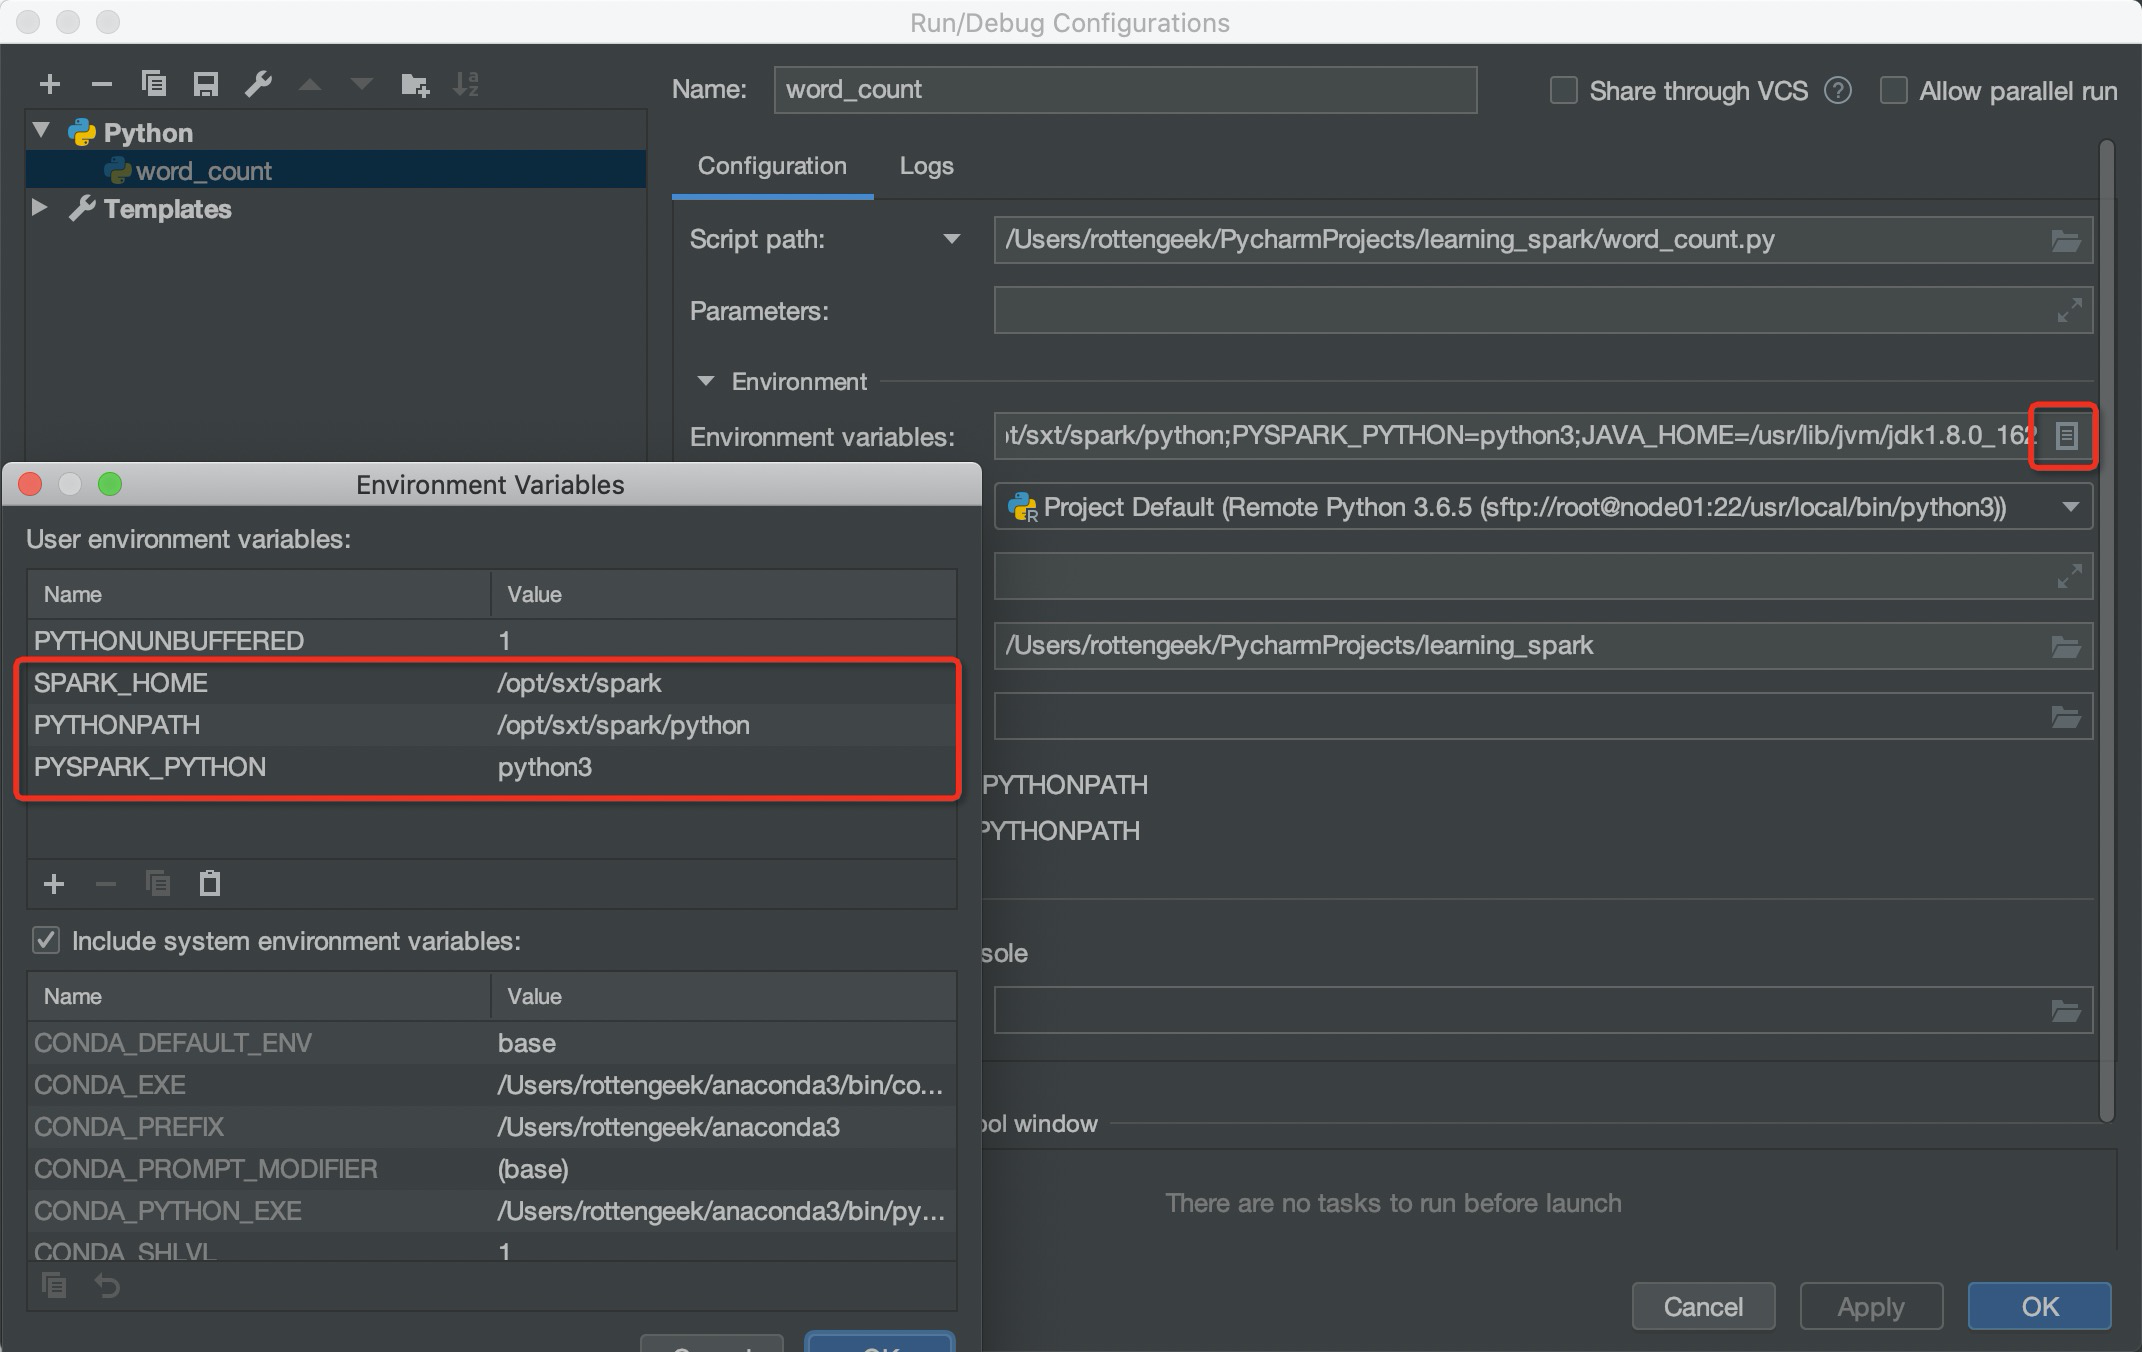 Run/Debug Configurations
Name: word_count
Share through VCS ?
Allow parallel run
Python
word_count
Templates
Configuration Logs
Script path: /Users/rottengeek/PycharmProjects/learning_spark/word_count.py
Parameters:
Environment
Environment variables: t/sxt/spark/python;PYSPARK_PYTHON=python3;JAVA_HOME=/usr/lib/jvm/jdk1.8.0_162
Project Default (Remote Python 3.6.5 (sftp://root@node01:22/usr/local/bin/python3))
/Users/rottengeek/PycharmProjects/learning_spark
PYTHONPATH
PYTHONPATH
sole
ool window
There are no tasks to run before launch
Cancel Apply OK
Environment Variables
User environment variables:
Name Value
PYTHONUNBUFFERED 1
SPARK_HOME /opt/sxt/spark
PYTHONPATH /opt/sxt/spark/python
PYSPARK_PYTHON python3
Include system environment variables:
Name Value
CONDA_DEFAULT_ENV base
CONDA_EXE /Users/rottengeek/anaconda3/bin/co...
CONDA_PREFIX /Users/rottengeek/anaconda3
CONDA_PROMPT_MODIFIER (base)
CONDA_PYTHON_EXE /Users/rottengeek/anaconda3/bin/py...
CONDA_SHLVL 1